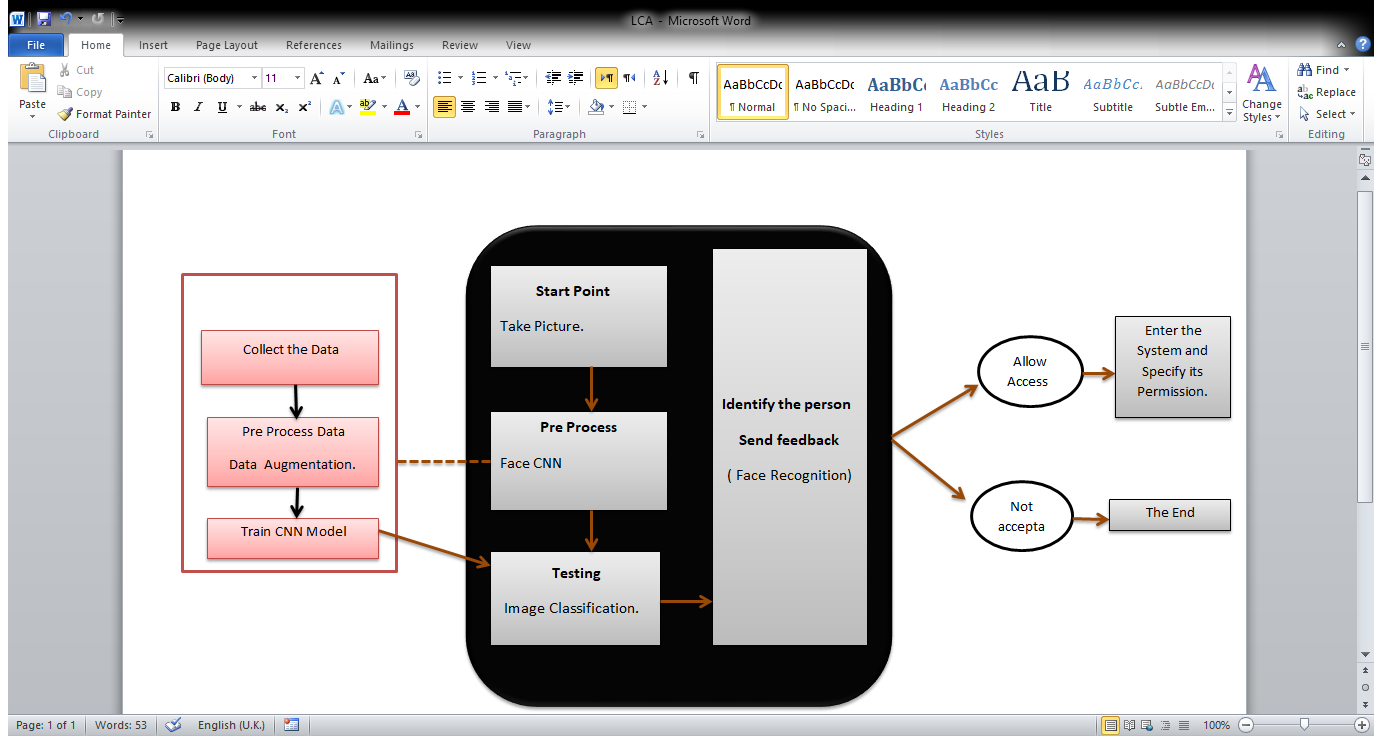 LCA - Microsoft Word
File Home Insert Page Layout References Mailings Review View
Paste
Cut
Copy
Format Painter
Clipboard
Calibri (Body) 11
Font
Paragraph
AaBbCcDc AaBbCcDc AaBbCc AaBbCc AaB AaBbCc. AaBbCcDc
¶ Normal ¶ No Spaci... Heading 1 Heading 2 Title Subtitle Subtle Em...
Change
Styles
Styles
Find
Replace
Select
Editing
Collect the Data
Pre Process Data
Data Augmentation.
Train CNN Model
Start Point
Take Picture.
Pre Process
Face CNN
Testing
Image Classification.
Identify the person
Send feedback
( Face Recognition)
Allow
Access
Enter the
System and
Specify its
Permission.
Not
accepta
The End
Page: 1 of 1 Words: 53 English (U.K.) 100%